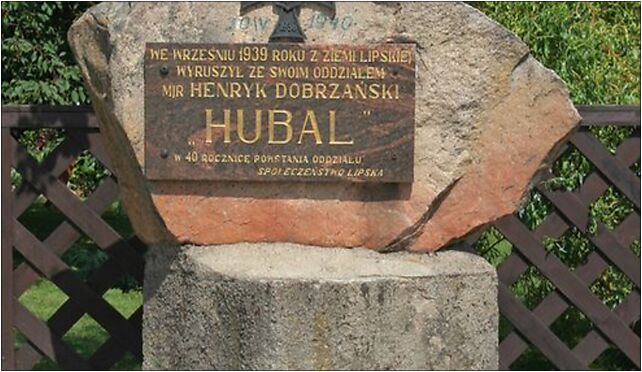 1940
WE WRZEŚNIU 1939 ROKU Z ZIEMI LIPSKIEJ
WYRUSZYŁ ZE SWOIM ODDZIAŁEM
MJR HENRYK DOBRZAŃSKI
„HUBAL"
W 40 ROCZNICĘ POWSTANIA ODDZIAŁU
SPOŁECZEŃSTWO LIPSKA